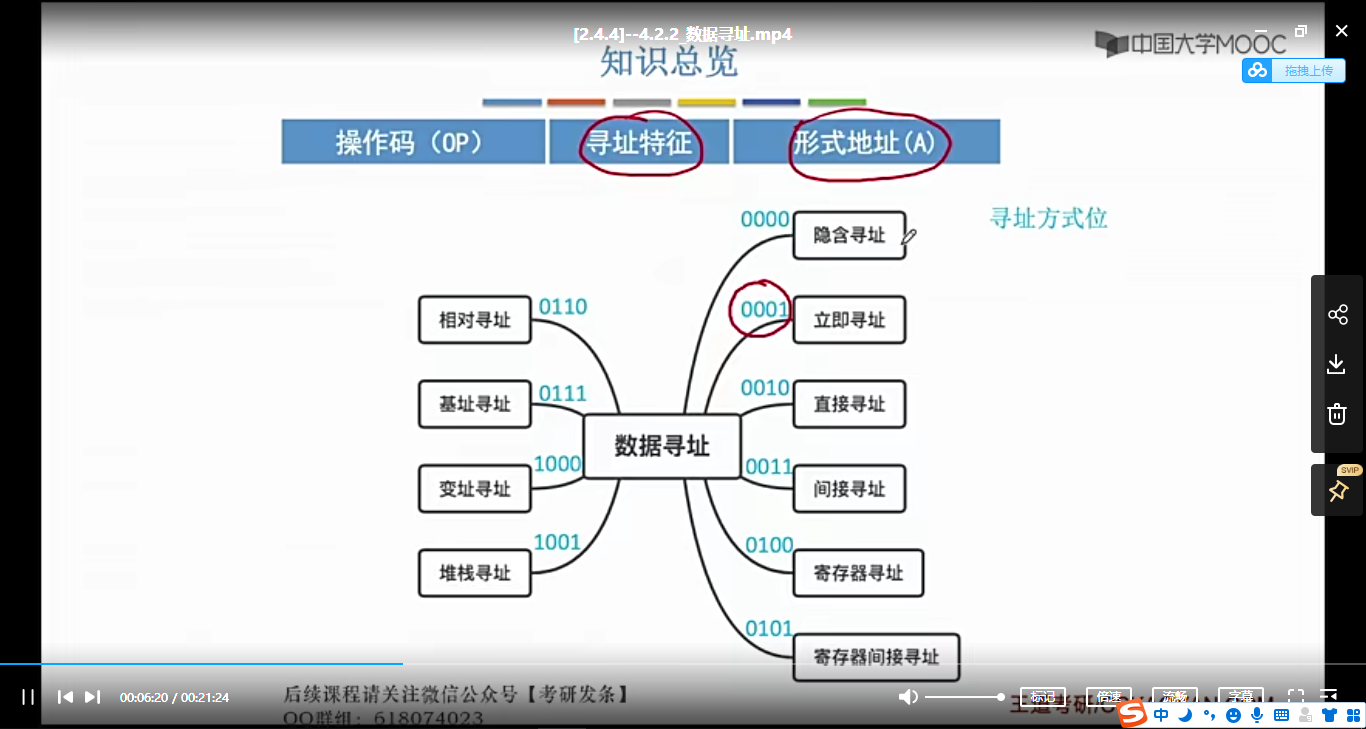 [2.4.4]--4.2.2 数据寻址.mp4
中国大学MOOC
知识总览
拖拽上传
操作码（OP） 寻址特征 形式地址(A)
寻址方式位
0000 隐含寻址
0001 立即寻址
0010 直接寻址
0011 间接寻址
0100 寄存器寻址
0101 寄存器间接寻址
相对寻址 0110
基址寻址 0111
变址寻址 1000
堆栈寻址 1001
数据寻址
SVIP
00:06:20 / 00:21:24
后续课程请关注微信公众号【考研发条】
QQ群组：618074023
标记 倍速 流畅 字幕
王道考研/
中